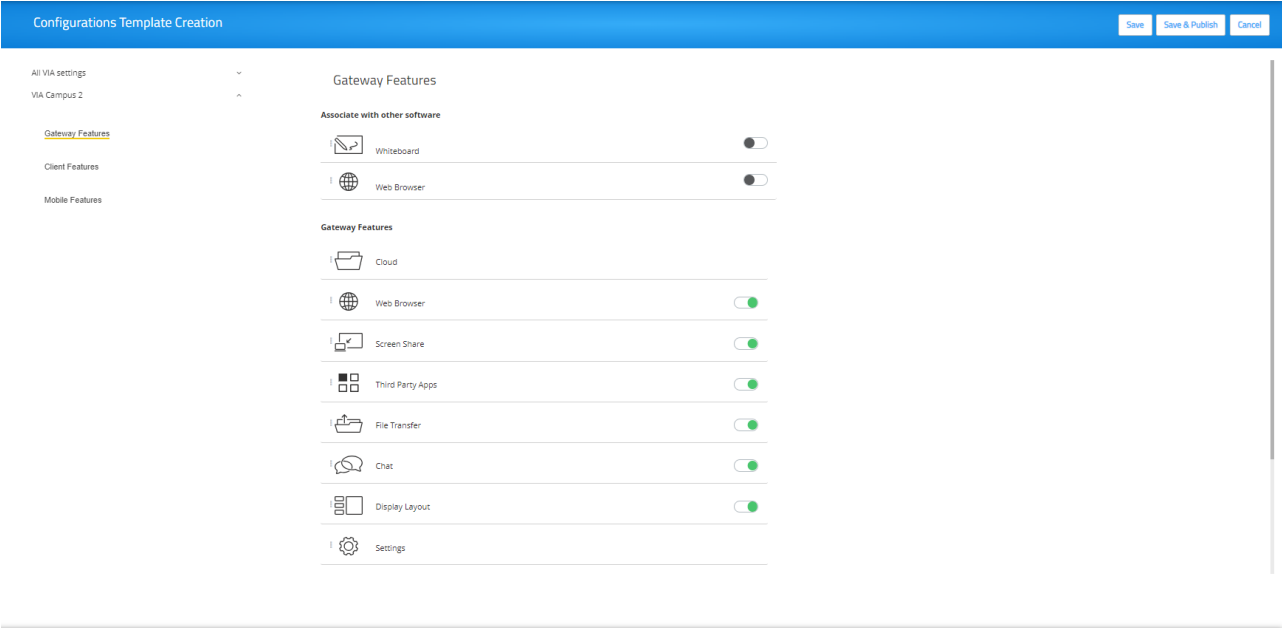 Configurations Template Creation
Save
Save & Publish
Cancel
All VIA settings
VIA Campus 2
Gateway Features
Client Features
Mobile Features
Gateway Features
Associate with other software
Whiteboard
Web Browser
Gateway Features
Cloud
Web Browser
Screen Share
Third Party Apps
File Transfer
Chat
Display Layout
Settings